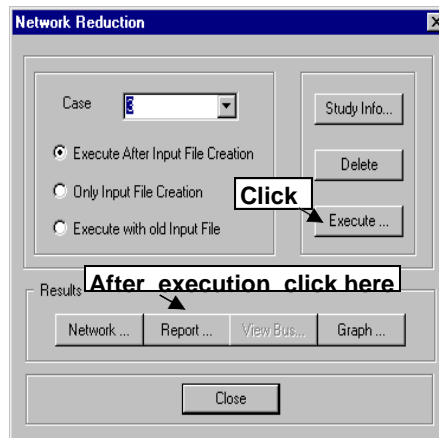 Network Reduction
Case 3
Study Info...
Execute After Input File Creation
Delete
Only Input File Creation
Click
Execute with old Input File
Execute ...
After execution click here
Results
Network ... Report ... View Bus... Graph ...
Close